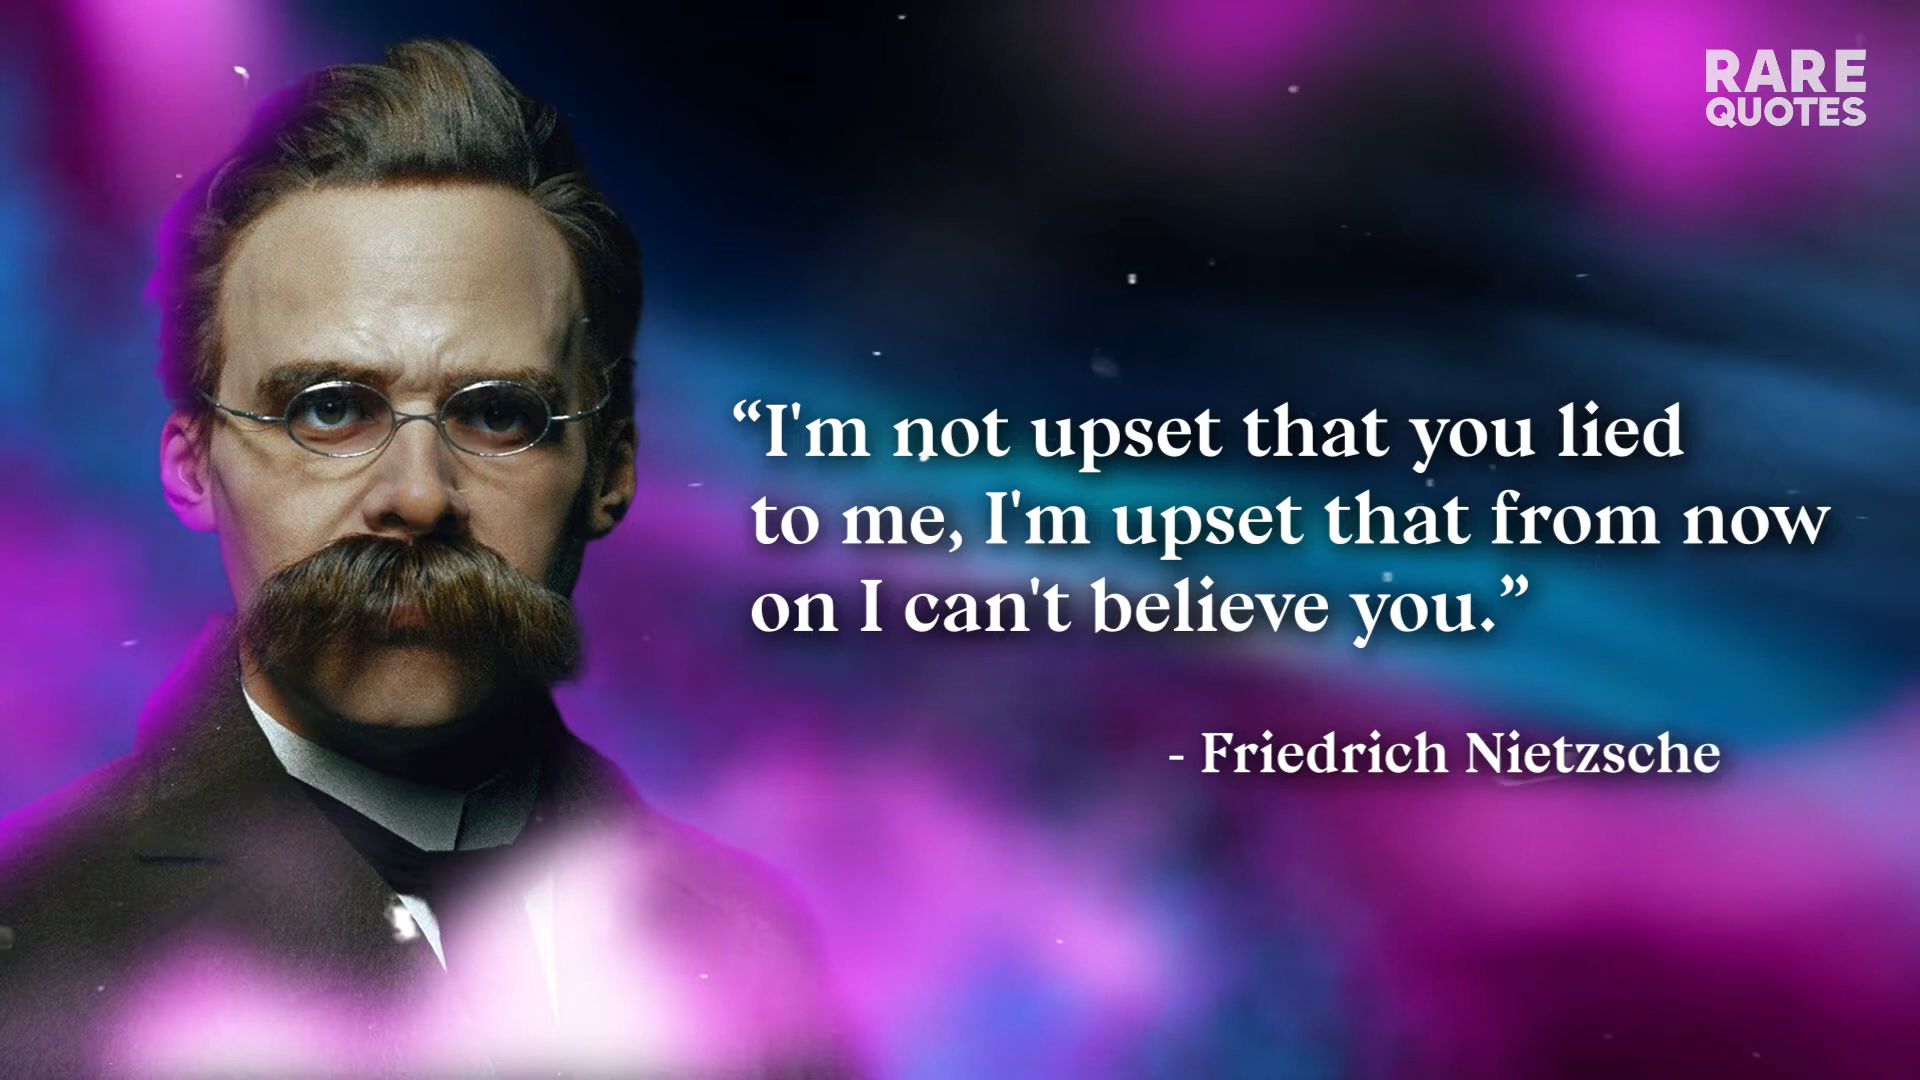 RARE
QUOTES
“I'm not upset that you lied
to me, I'm upset that from now
on I can't believe you.”
- Friedrich Nietzsche